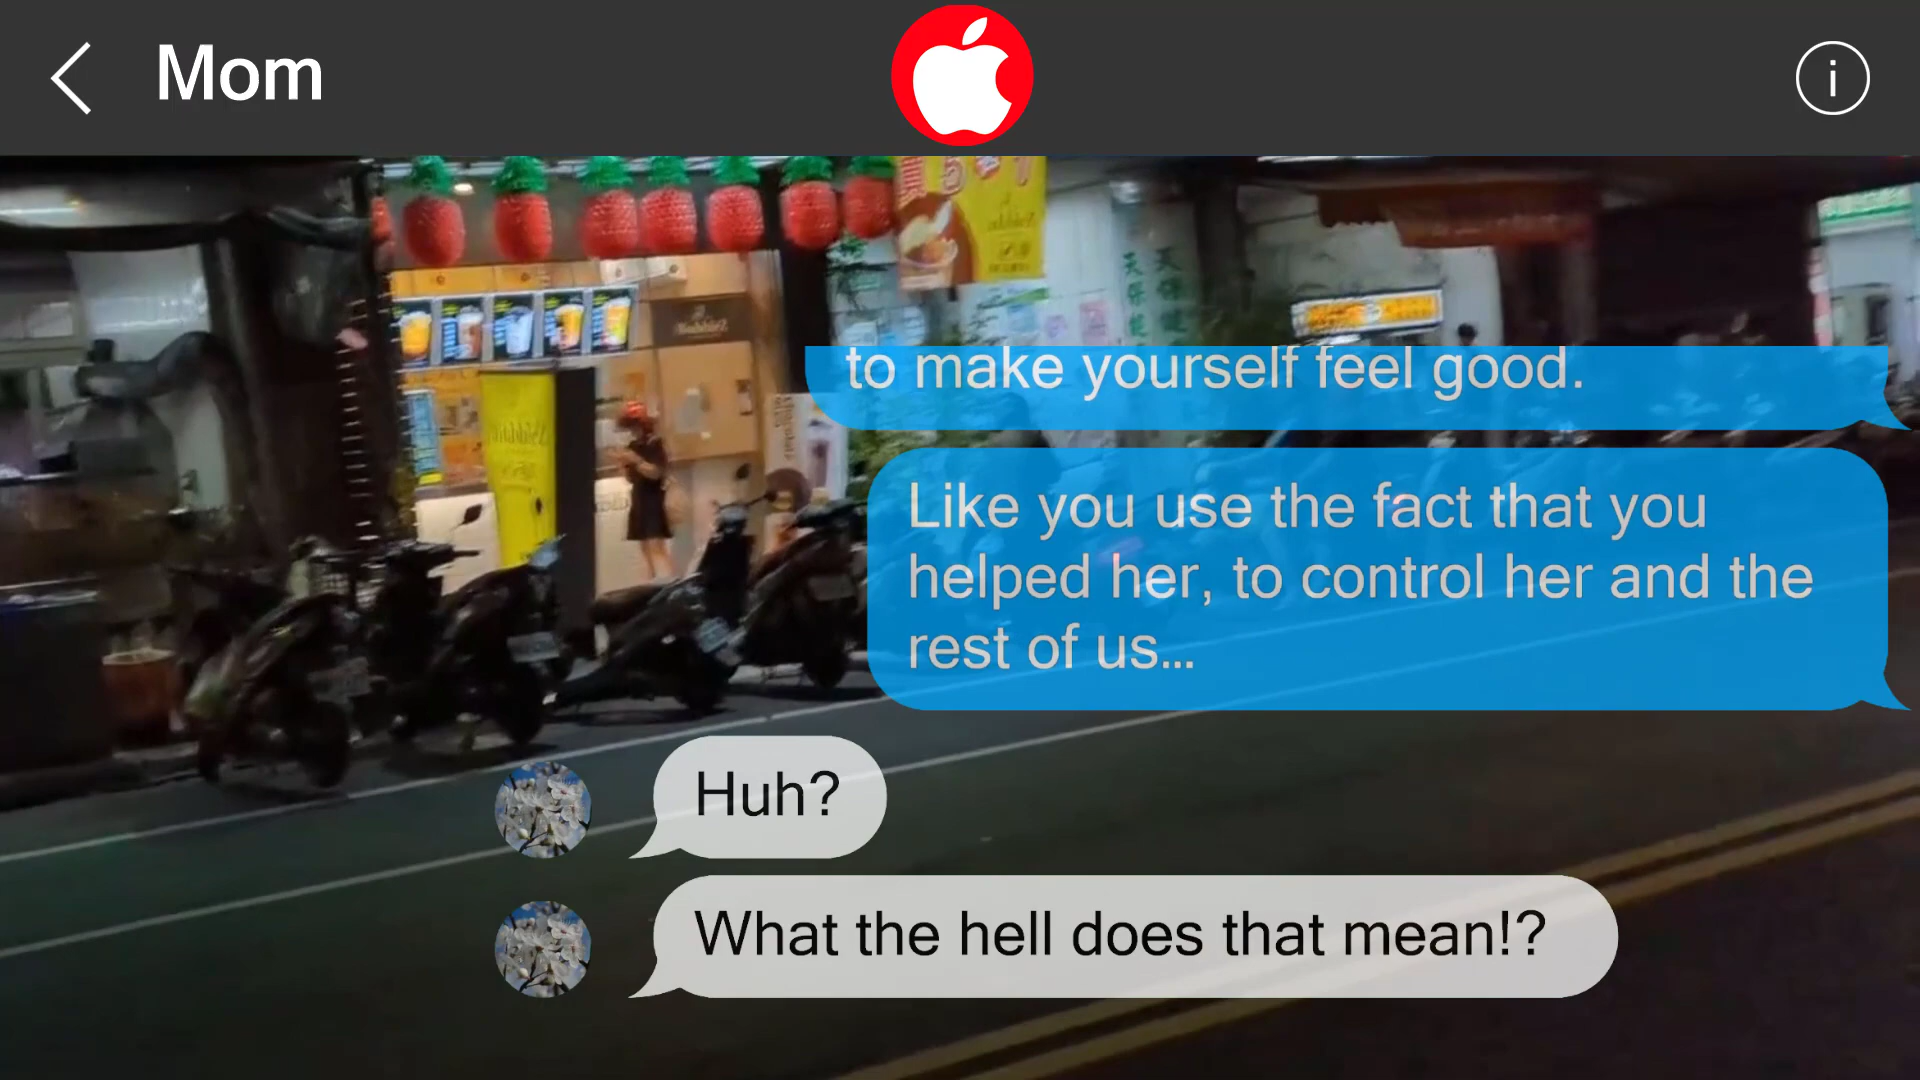 Mom
to make yourself feel good.
Like you use the fact that you
helped her, to control her and the
rest of us...
Huh?
What the hell does that mean!?